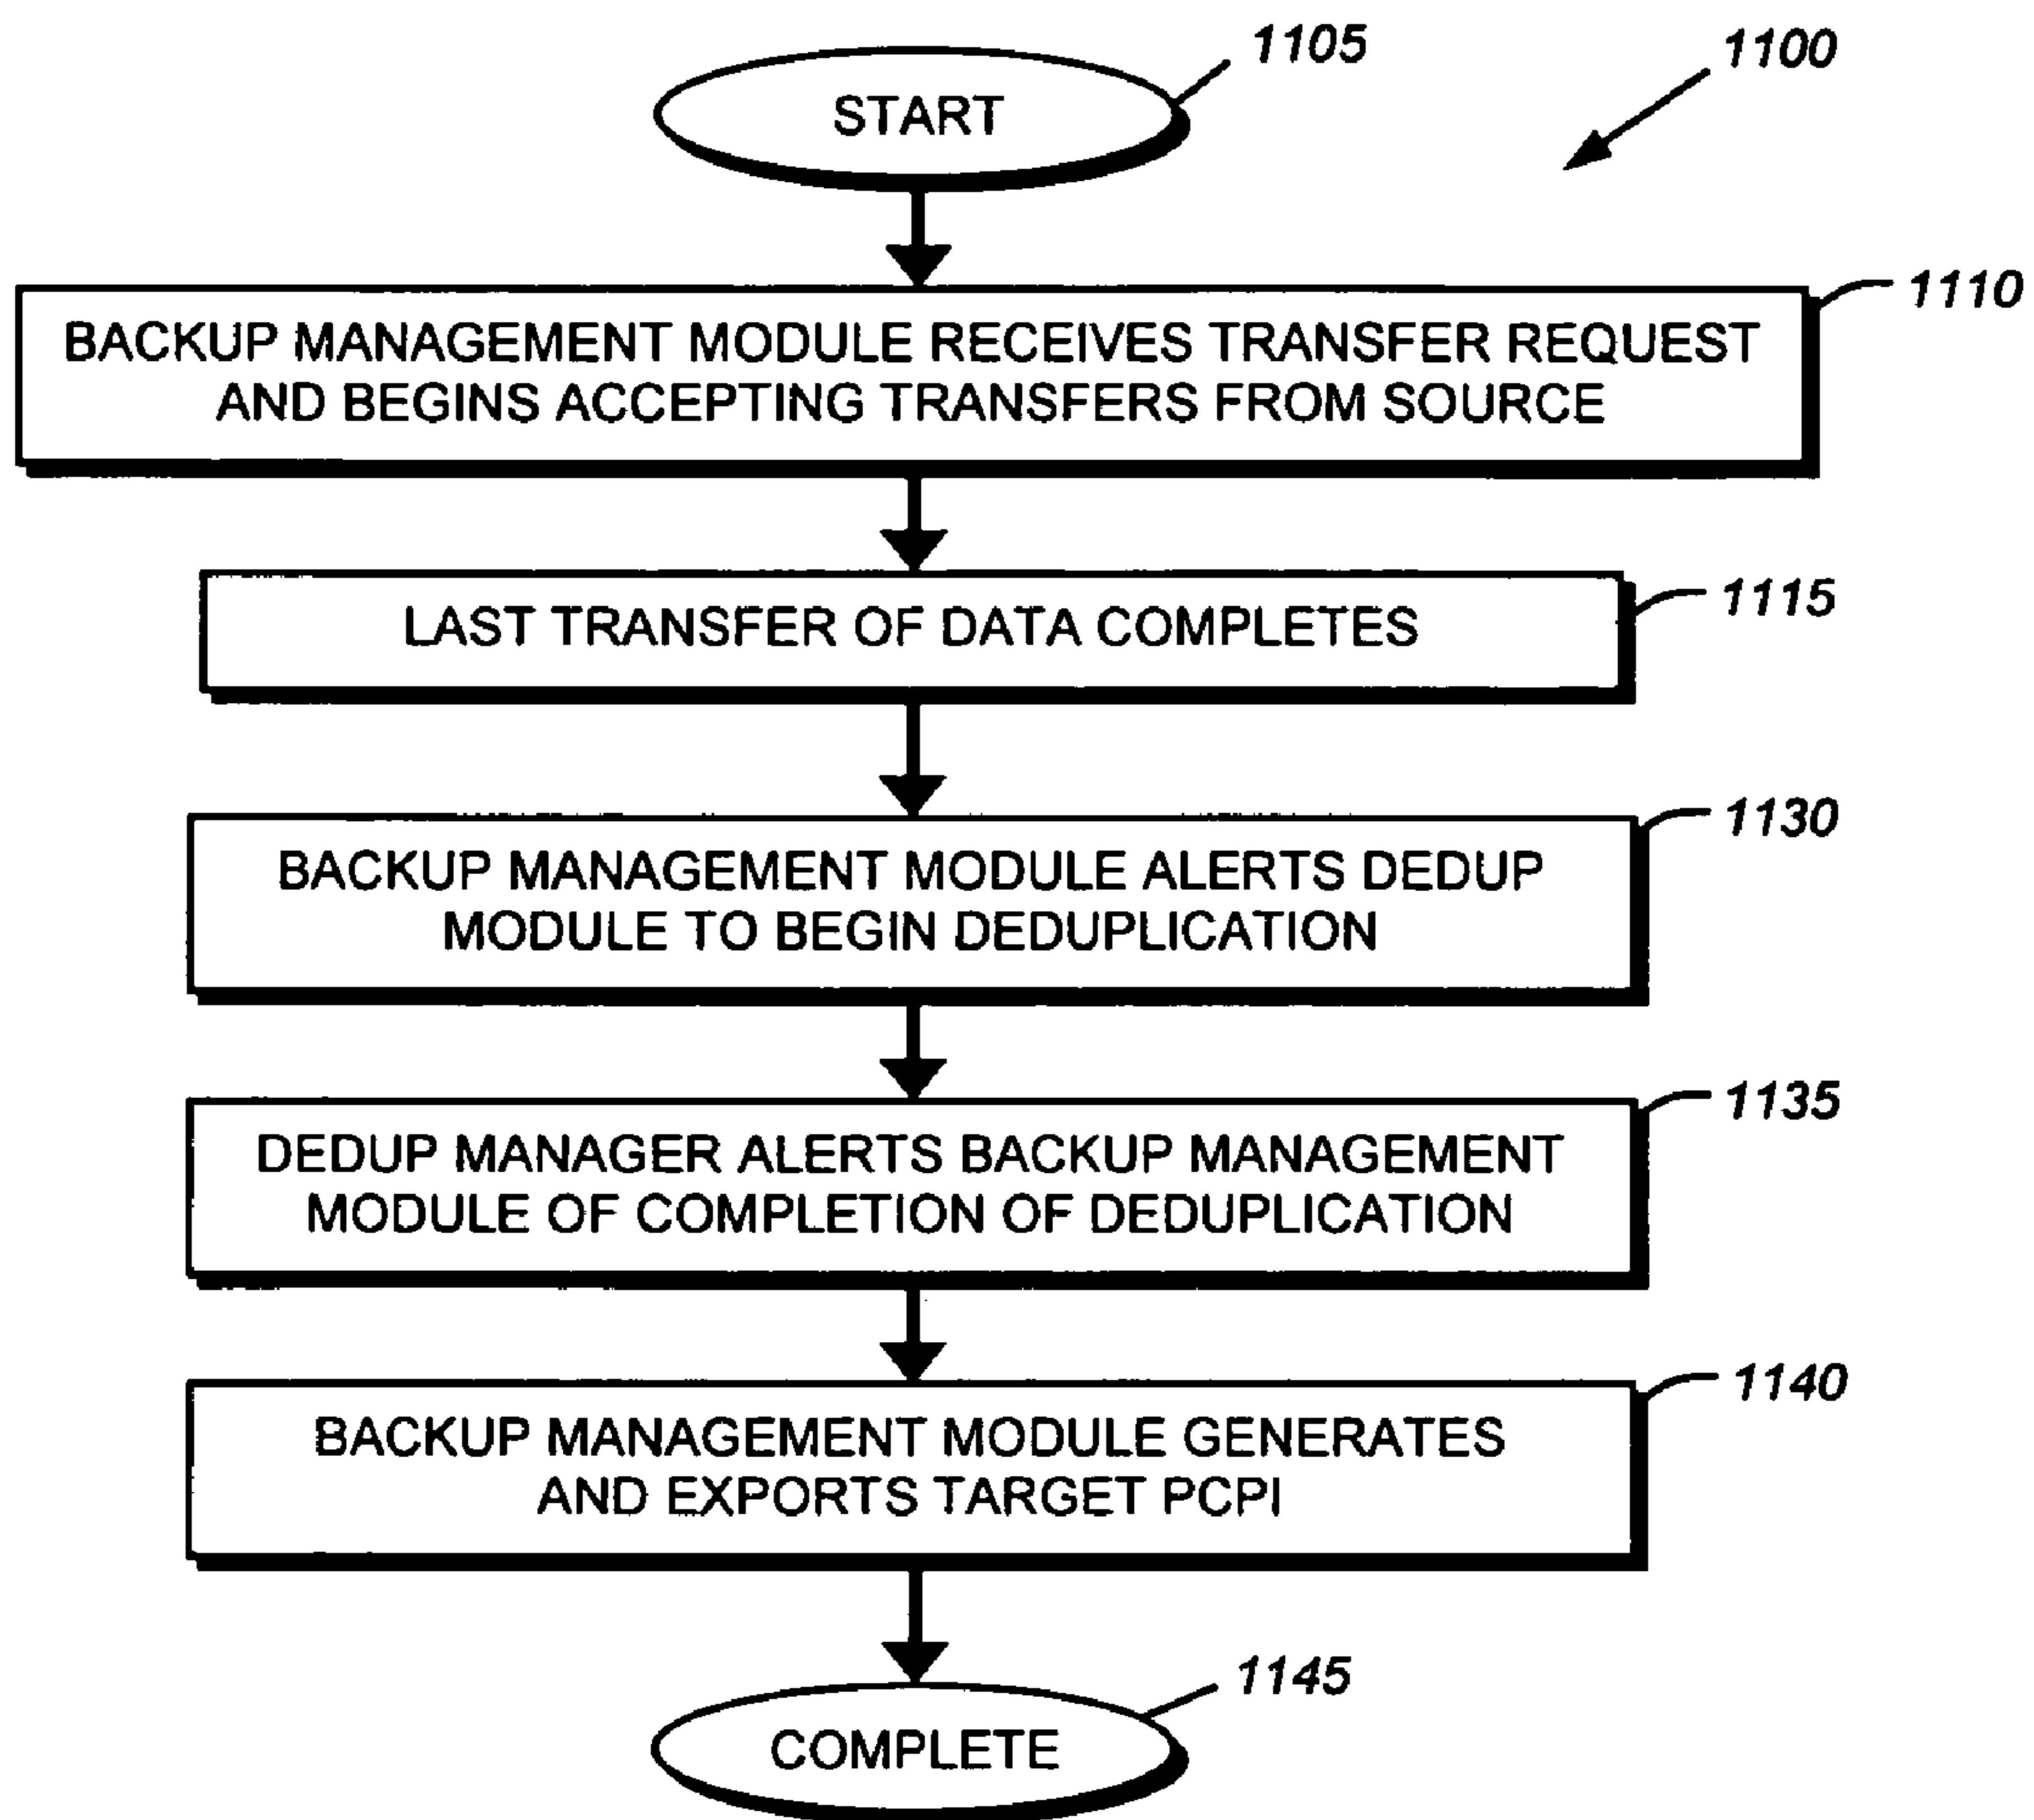 1105
1100
START
1110
BACKUP MANAGEMENT MODULE RECEIVES TRANSFER REQUEST
AND BEGINS ACCEPTING TRANSFERS FROM SOURCE
1115
LAST TRANSFER OF DATA COMPLETES
1130
BACKUP MANAGEMENT MODULE ALERTS DEDUP
MODULE TO BEGIN DEDUPLICATION
1135
DEDUP MANAGER ALERTS BACKUP MANAGEMENT
MODULE OF COMPLETION OF DEDUPLICATION
1140
BACKUP MANAGEMENT MODULE GENERATES
AND EXPORTS TARGET PCPI
1145
COMPLETE